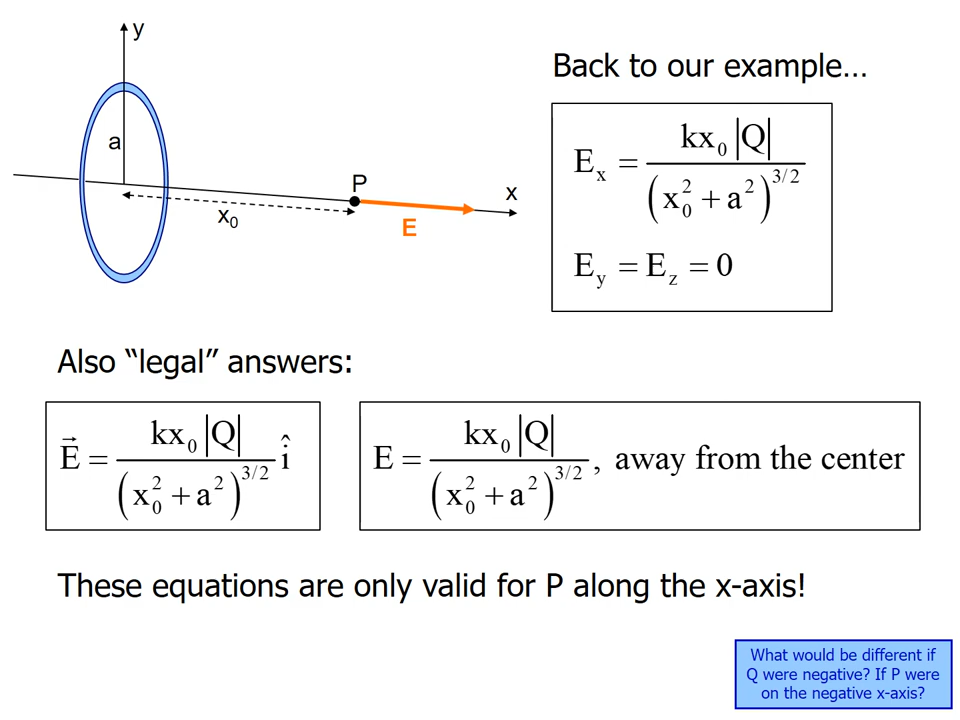 y
Back to our example…
a
P
x
x₀
E
Eₓ = kx₀|Q| / (x₀² + a²)^3/2
E_y = E_z = 0
Also “legal” answers:
E⃗ = kx₀|Q| / (x₀² + a²)^3/2 î
E = kx₀|Q| / (x₀² + a²)^3/2 , away from the center
These equations are only valid for P along the x-axis!
What would be different if
Q were negative? If P were
on the negative x-axis?